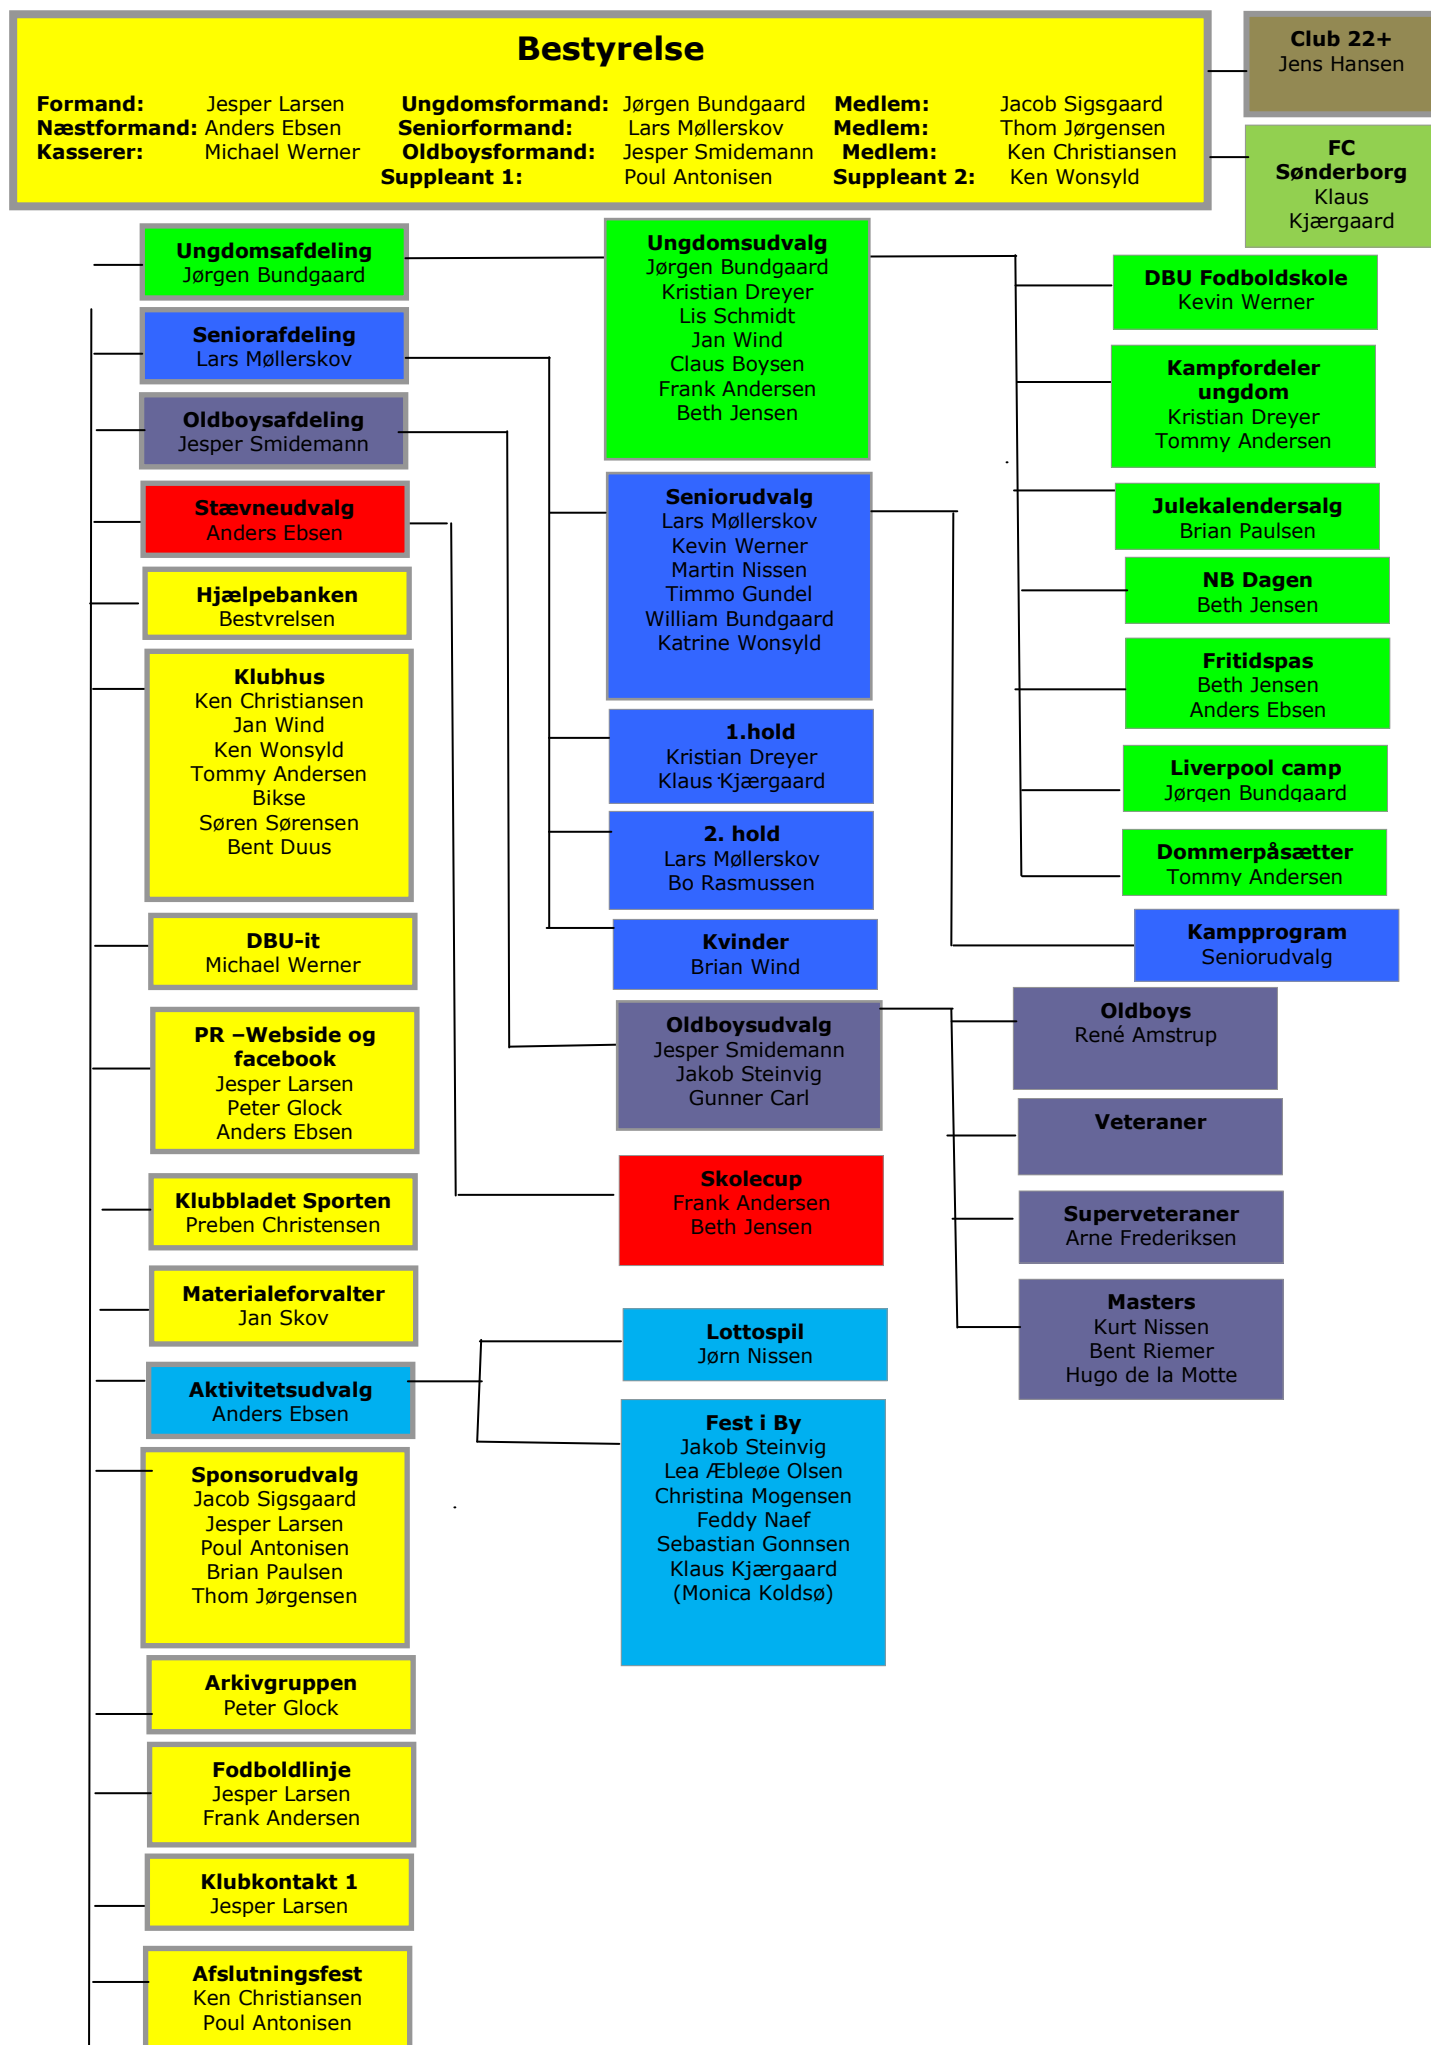 Bestyrelse
Formand: Jesper Larsen Ungdomsformand: Jørgen Bundgaard Medlem: Jacob Sigsgaard
Næstformand: Anders Ebsen Seniorformand: Lars Møllerskov Medlem: Thom Jørgensen
Kasserer: Michael Werner Oldboysformand: Jesper Smidemann Medlem: Ken Christiansen
Suppleant 1: Poul Antonisen Suppleant 2: Ken Wonsyld
Club 22+
Jens Hansen
FC
Sønderborg
Klaus
Kjærgaard
Ungdomsafdeling
Jørgen Bundgaard
Seniorafdeling
Lars Møllerskov
Oldboysafdeling
Jesper Smidemann
Stævneudvalg
Anders Ebsen
Hjælpebanken
Bestyrelsen
Klubhus
Ken Christiansen
Jan Wind
Ken Wonsyld
Tommy Andersen
Bikse
Søren Sørensen
Bent Duus
DBU-it
Michael Werner
PR –Webside og
facebook
Jesper Larsen
Peter Glock
Anders Ebsen
Klubbladet Sporten
Preben Christensen
Materialeforvalter
Jan Skov
Aktivitetsudvalg
Anders Ebsen
Sponsorudvalg
Jacob Sigsgaard
Jesper Larsen
Poul Antonisen
Brian Paulsen
Thom Jørgensen
Arkivgruppen
Peter Glock
Fodboldlinje
Jesper Larsen
Frank Andersen
Klubkontakt 1
Jesper Larsen
Afslutningsfest
Ken Christiansen
Poul Antonisen
Ungdomsudvalg
Jørgen Bundgaard
Kristian Dreyer
Lis Schmidt
Jan Wind
Claus Boysen
Frank Andersen
Beth Jensen
Seniorudvalg
Lars Møllerskov
Kevin Werner
Martin Nissen
Timmo Gundel
William Bundgaard
Katrine Wonsyld
1.hold
Kristian Dreyer
Klaus Kjærgaard
2. hold
Lars Møllerskov
Bo Rasmussen
Kvinder
Brian Wind
Oldboysudvalg
Jesper Smidemann
Jakob Steinvig
Gunner Carl
Skolecup
Frank Andersen
Beth Jensen
Lottospil
Jørn Nissen
Fest i By
Jakob Steinvig
Lea Æbleøe Olsen
Christina Mogensen
Feddy Naef
Sebastian Gonnsen
Klaus Kjærgaard
(Monica Koldsø)
DBU Fodboldskole
Kevin Werner
Kampfordeler
ungdom
Kristian Dreyer
Tommy Andersen
Julekalendersalg
Brian Paulsen
NB Dagen
Beth Jensen
Fritidspas
Beth Jensen
Anders Ebsen
Liverpool camp
Jørgen Bundgaard
Dommerpåsætter
Tommy Andersen
Kampprogram
Seniorudvalg
Oldboys
René Amstrup
Veteraner
Superveteraner
Arne Frederiksen
Masters
Kurt Nissen
Bent Riemer
Hugo de la Motte